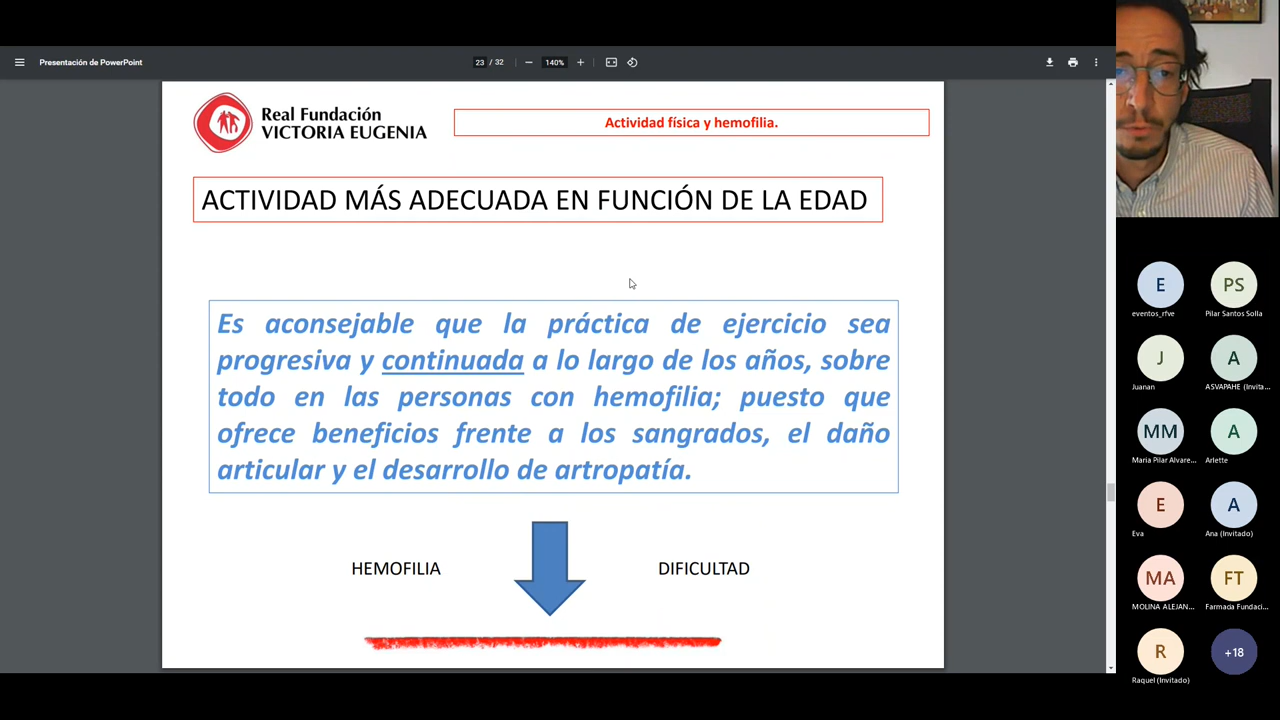 Presentación de PowerPoint
23 / 32
140%
Real Fundación
VICTORIA EUGENIA
Actividad física y hemofilia.
ACTIVIDAD MÁS ADECUADA EN FUNCIÓN DE LA EDAD
Es aconsejable que la práctica de ejercicio sea
progresiva y continuada a lo largo de los años, sobre
todo en las personas con hemofilia; puesto que
ofrece beneficios frente a los sangrados, el daño
articular y el desarrollo de artropatía.
HEMOFILIA
DIFICULTAD
E
PS
eventos_rfve
Pilar Santos Solla
J
A
Juanan
ASVAPAHE (Invita...
MM
A
Maria Pilar Alvare...
Arlette
E
A
Eva
Ana (Invitado)
MA
FT
MOLINA ALEJAN...
Farmada Fundaci...
R
+18
Raquel (Invitado)